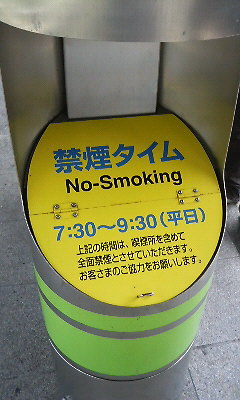 禁煙タイム
No-Smoking
7:30～9:30(平日)
上記の時間は、喫煙所を含めて
全面禁煙とさせていただきます。
お客さまのご協力をお願いします。